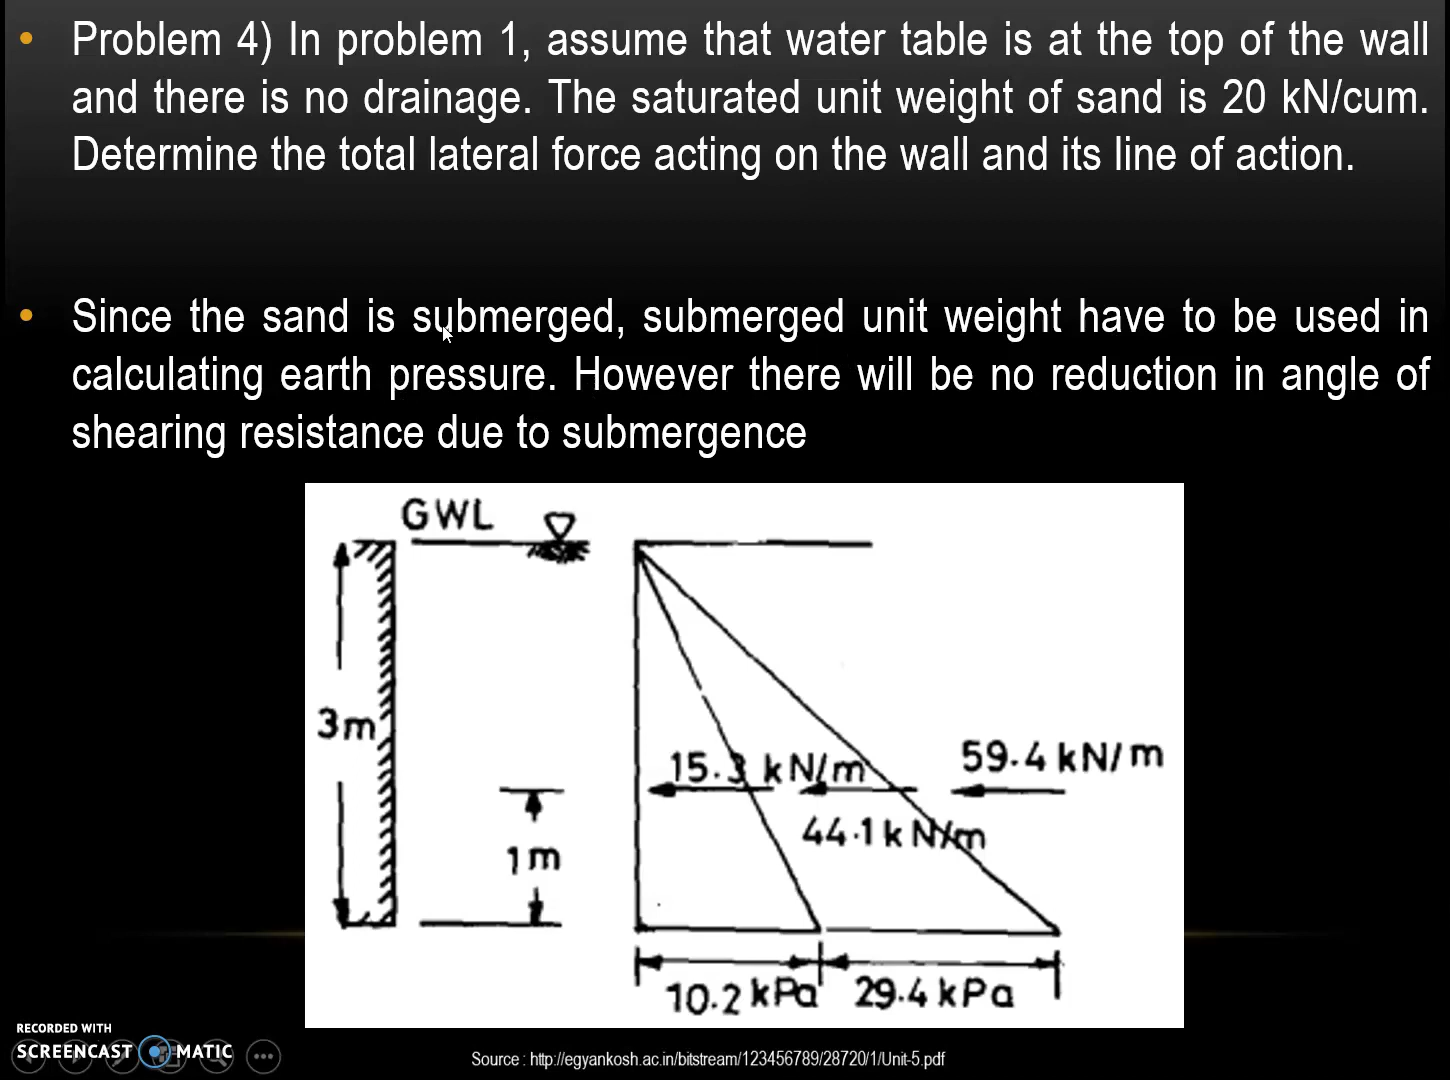 • Problem 4) In problem 1, assume that water table is at the top of the wall
and there is no drainage. The saturated unit weight of sand is 20 kN/cum.
Determine the total lateral force acting on the wall and its line of action.
• Since the sand is submerged, submerged unit weight have to be used in
calculating earth pressure. However there will be no reduction in angle of
shearing resistance due to submergence
GWL
3m
15.3 kN/m
59.4 kN/m
44.1 kN/m
1m
10.2 kPa 29.4 kPa
RECORDED WITH
SCREENCAST MATIC
Source : http://egyankosh.ac.in/bitstream/123456789/28720/1/Unit-5.pdf